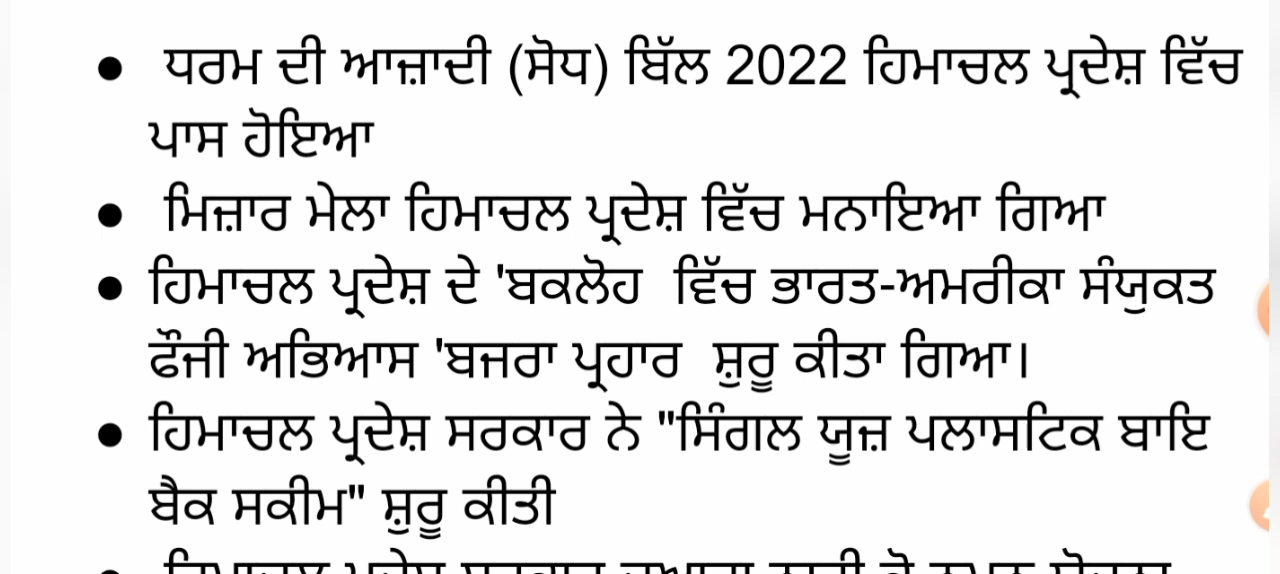 ● ਧਰਮ ਦੀ ਆਜ਼ਾਦੀ (ਸੋਧ) ਬਿੱਲ 2022 ਹਿਮਾਚਲ ਪ੍ਰਦੇਸ਼ ਵਿੱਚ
ਪਾਸ ਹੋਇਆ
● ਮਿਜ਼ਾਰ ਮੇਲਾ ਹਿਮਾਚਲ ਪ੍ਰਦੇਸ਼ ਵਿੱਚ ਮਨਾਇਆ ਗਿਆ
● ਹਿਮਾਚਲ ਪ੍ਰਦੇਸ਼ ਦੇ 'ਬਕਲੋਹ ਵਿੱਚ ਭਾਰਤ-ਅਮਰੀਕਾ ਸੰਯੁਕਤ
ਫੌਜੀ ਅਭਿਆਸ 'ਬਜਰਾ ਪ੍ਰਹਾਰ ਸ਼ੁਰੂ ਕੀਤਾ ਗਿਆ।
● ਹਿਮਾਚਲ ਪ੍ਰਦੇਸ਼ ਸਰਕਾਰ ਨੇ "ਸਿੰਗਲ ਯੂਜ਼ ਪਲਾਸਟਿਕ ਬਾਇ
ਬੈਕ ਸਕੀਮ" ਸ਼ੁਰੂ ਕੀਤੀ